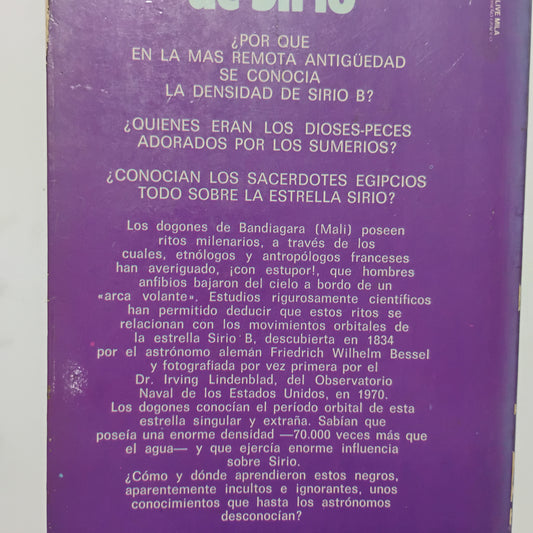 de Sirio
¿POR QUE
EN LA MAS REMOTA ANTIGÜEDAD
SE CONOCIA
LA DENSIDAD DE SIRIO B?
¿QUIENES ERAN LOS DIOSES-PECES
ADORADOS POR LOS SUMERIOS?
¿CONOCIAN LOS SACERDOTES EGIPCIOS
TODO SOBRE LA ESTRELLA SIRIO?
Los dogones de Bandiagara (Mali) poseen
ritos milenarios, a través de los
cuales, etnólogos y antropólogos franceses
han averiguado, ¡con estupor!, que hombres
anfibios bajaron del cielo a bordo de un
«arca volante». Estudios rigurosamente científicos
han permitido deducir que estos ritos se
relacionan con los movimientos orbitales de
la estrella Sirio B, descubierta en 1834
por el astrónomo alemán Friedrich Wilhelm Bessel
y fotografiada por vez primera por el
Dr. Irving Lindenblad, del Observatorio
Naval de los Estados Unidos, en 1970.
Los dogones conocían el período orbital de esta
estrella singular y extraña. Sabían que
poseía una enorme densidad —70.000 veces más que
el agua— y que ejercía enorme influencia
sobre Sirio.
¿Cómo y dónde aprendieron estos negros,
aparentemente incultos e ignorantes, unos
conocimientos que hasta los astrónomos
desconocían?
LIVE MILA